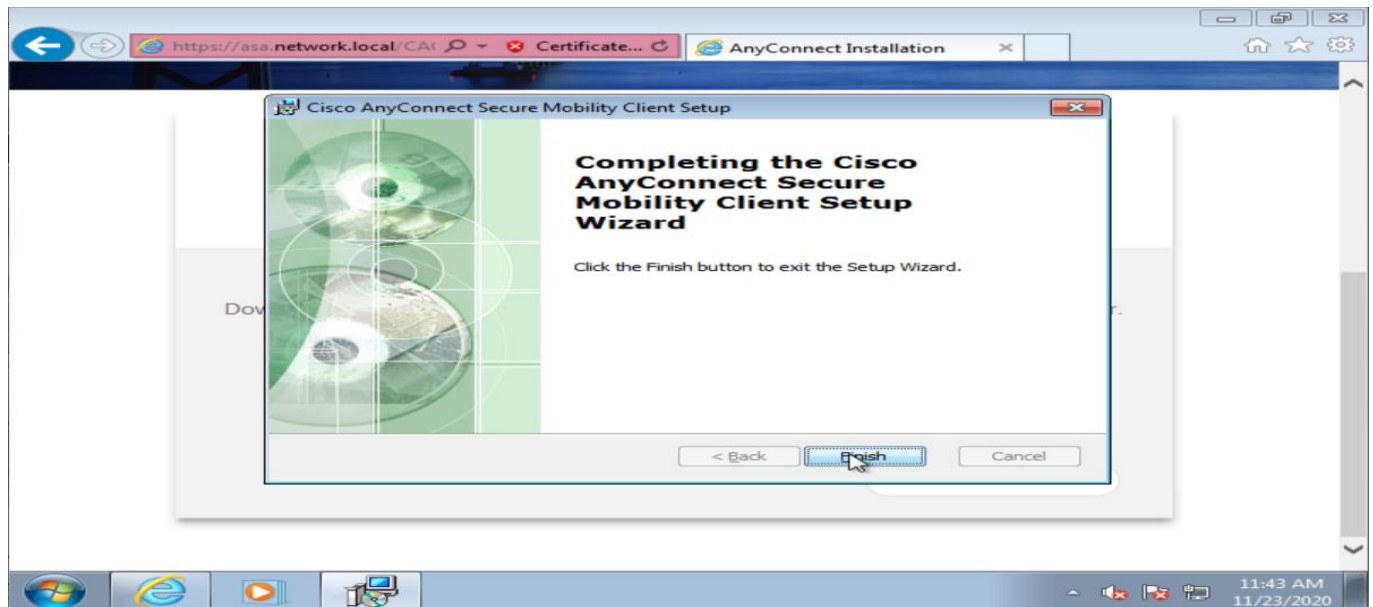 https://asa.network.local/CA
Certificate...
AnyConnect Installation
Cisco AnyConnect Secure Mobility Client Setup
Completing the Cisco
AnyConnect Secure
Mobility Client Setup
Wizard
Click the Finish button to exit the Setup Wizard.
Dow
r.
< Back
Finish
Cancel
11:43 AM
11/23/2020